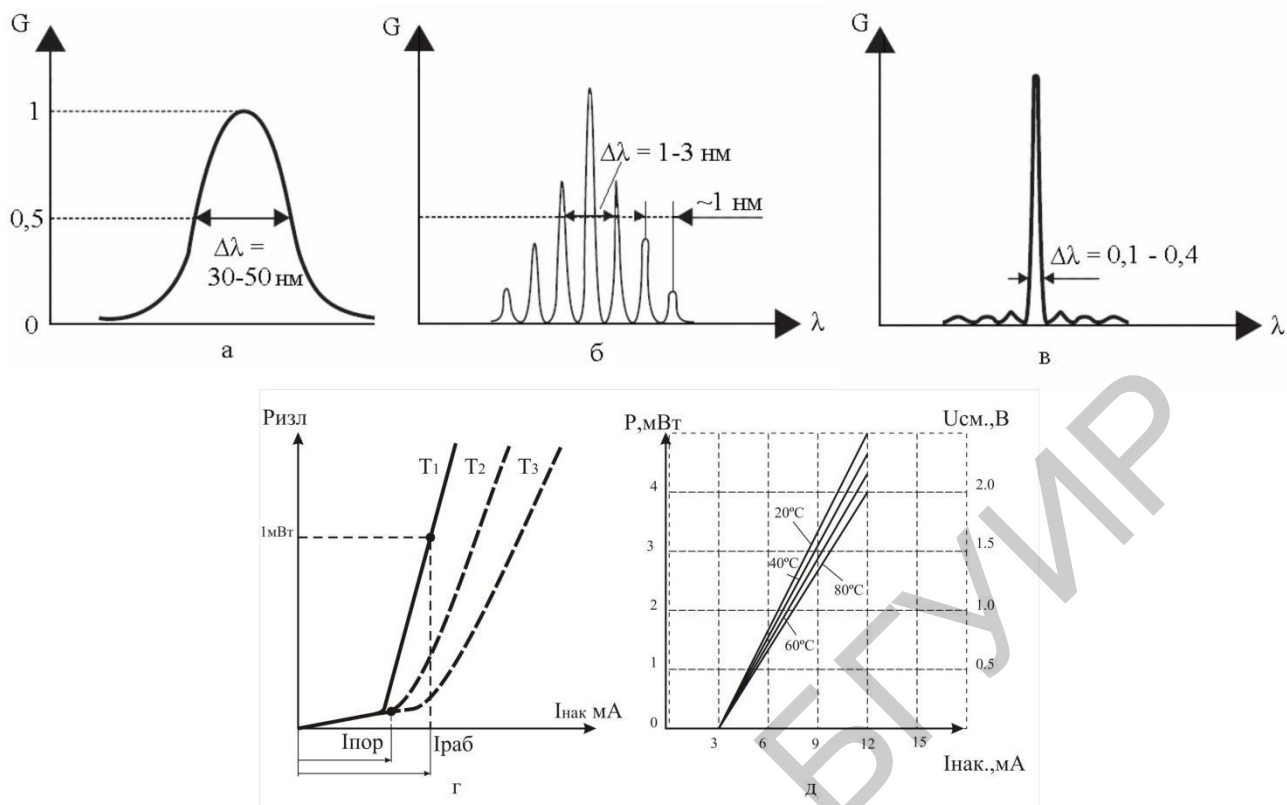 G
1
0,5
0
Δλ =
30-50 нм
а
G
Δλ = 1-3 нм
~1 нм
λ
б
G
Δλ = 0,1 - 0,4
λ
в
Pизл
T1
T2
T3
1мВт
Iнак мА
Iпор
Iраб
г
P,мВт
Uсм.,В
4
3
2
1
0
2.0
1.5
1.0
0.5
20ºC
40ºC
80ºC
60ºC
3
6
9
12
15
Iнак.,мА
д
БГУИР